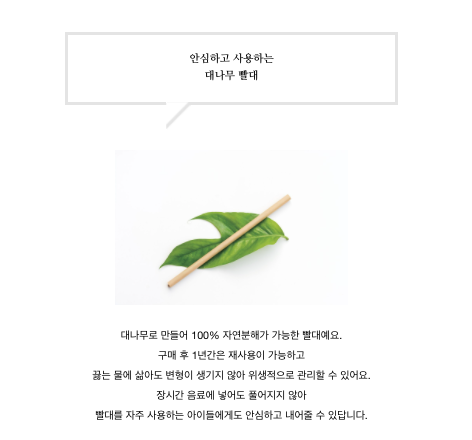 안심하고 사용하는
대나무 빨대
대나무로 만들어 100% 자연분해가 가능한 빨대예요.
구매 후 1년간은 재사용이 가능하고
끓는 물에 삶아도 변형이 생기지 않아 위생적으로 관리할 수 있어요.
장시간 음료에 넣어도 풀어지지 않아
빨대를 자주 사용하는 아이들에게도 안심하고 내어줄 수 있답니다.